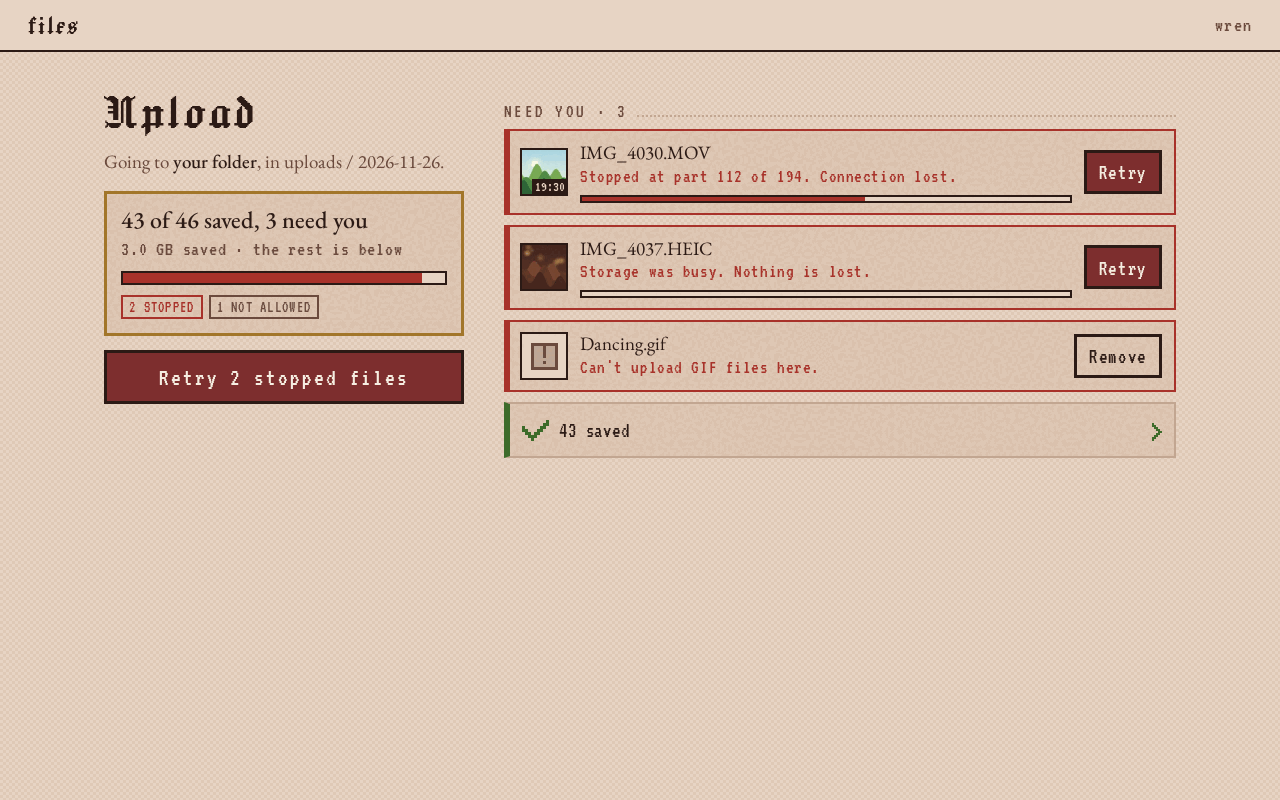 files
wren
Upload
Going to your folder, in uploads / 2026-11-26.
43 of 46 saved, 3 need you
3.0 GB saved · the rest is below
2 STOPPED
1 NOT ALLOWED
Retry 2 stopped files
NEED YOU · 3
19:30
IMG_4030.MOV
Stopped at part 112 of 194. Connection lost.
Retry
IMG_4037.HEIC
Storage was busy. Nothing is lost.
Retry
!
Dancing.gif
Can't upload GIF files here.
Remove
43 saved